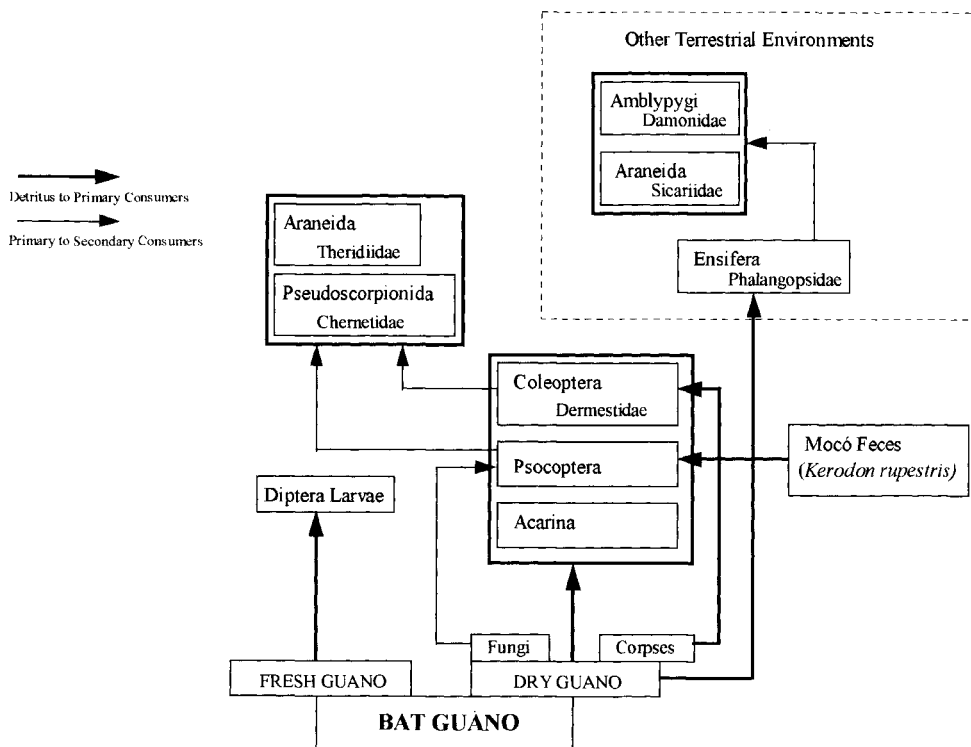 Other Terrestrial Environments
Amblypygi
Damonidae
Araneida
Sicariidae
Detritus to Primary Consumers
Primary to Secondary Consumers
Araneida
Theridiidae
Pseudoscorpionida
Chernetidae
Ensifera
Phalangopsidae
Coleoptera
Dermestidae
Psocoptera
Acarina
Mocó Feces
(Kerodon rupestris)
Diptera Larvae
Fungi
Corpses
FRESH GUANO
DRY GUANO
BAT GUANO